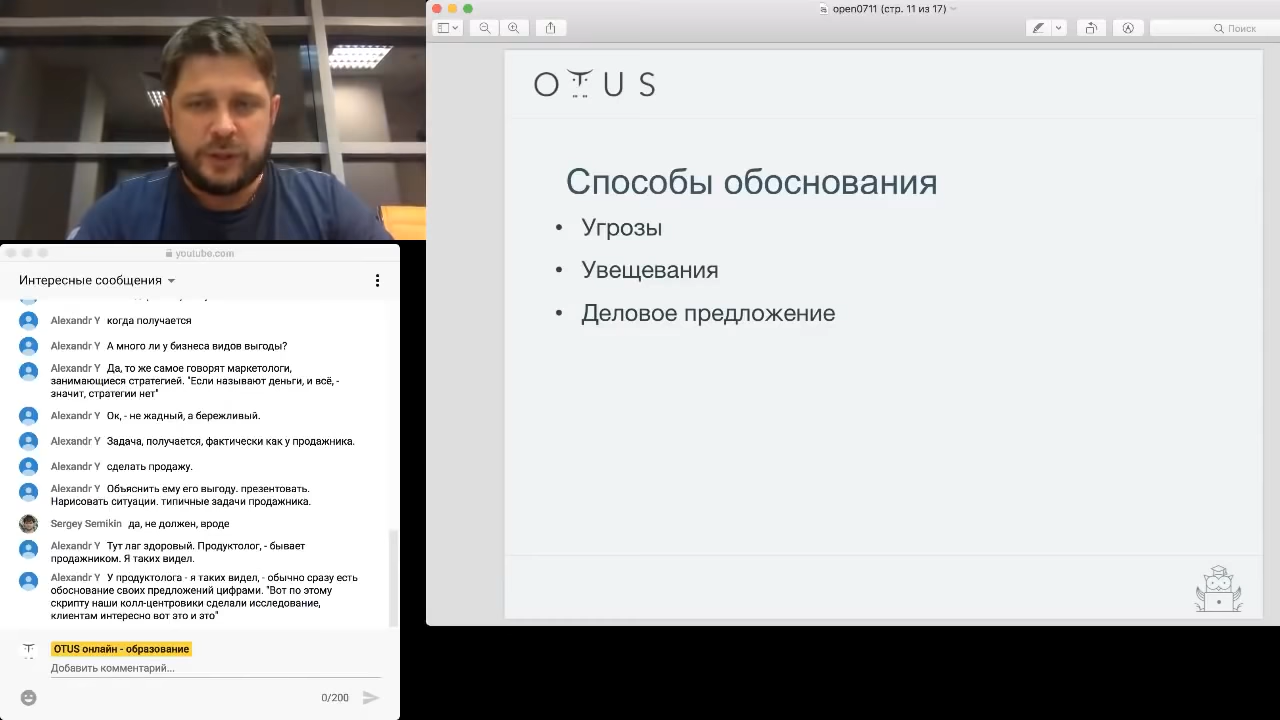 open0711 (стр. 11 из 17)
Поиск
OTUS
Способы обоснования
• Угрозы
• Увещевания
• Деловое предложение
youtube.com
Интересные сообщения
Alexandr Y когда получается
Alexandr Y А много ли у бизнеса видов выгоды?
Alexandr Y Да, то же самое говорят маркетологи,
занимающиеся стратегией. "Если называют деньги, и всё, -
значит, стратегии нет"
Alexandr Y Ок, - не жадный, а бережливый.
Alexandr Y Задача, получается, фактически как у продажника.
Alexandr Y сделать продажу.
Alexandr Y Объяснить ему его выгоду. презентовать.
Нарисовать ситуации. типичные задачи продажника.
Sergey Semikin да, не должен, вроде
Alexandr Y Тут лаг здоровый. Продуктолог, - бывает
продажником. Я таких видел.
Alexandr Y У продуктолога - я таких видел, - обычно сразу есть
обоснование своих предложений цифрами. "Вот по этому
скрипту наши колл-центровики сделали исследование,
клиентам интересно вот это и это"
OTUS онлайн - образование
Добавить комментарий...
0/200